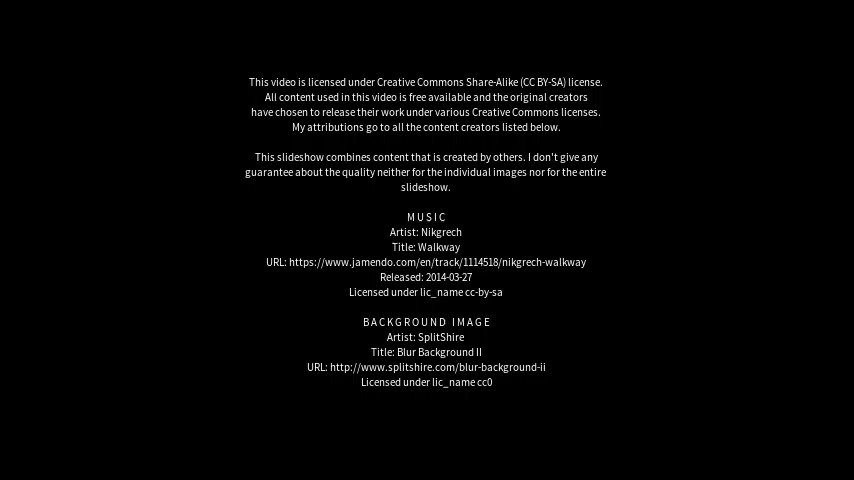 This video is licensed under Creative Commons Share-Alike (CC BY-SA) license.
All content used in this video is free available and the original creators
have chosen to release their work under various Creative Commons licenses.
My attributions go to all the content creators listed below.
This slideshow combines content that is created by others. I don't give any
guarantee about the quality neither for the individual images nor for the entire
slideshow.
MUSIC
Artist: Nikgrech
Title: Walkway
URL: https://www.jamendo.com/en/track/1114518/nikgrech-walkway
Released: 2014-03-27
Licensed under lic_name cc-by-sa
BACKGROUND IMAGE
Artist: SplitShire
Title: Blur Background II
URL: http://www.splitshire.com/blur-background-ii
Licensed under lic_name cc0